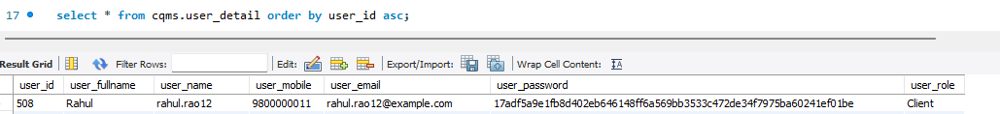 17 select * from cqms.user_detail order by user_id asc;
Result Grid Filter Rows: Edit: Export/Import: Wrap Cell Content: IA
user_id user_fullname user_name user_mobile user_email user_password user_role
508 Rahul rahul.rao12 9800000011 rahul.rao12@example.com 17adf5a9e1fb8d402eb646148ff6a569bb3533c472de34f7975ba60241ef01be Client